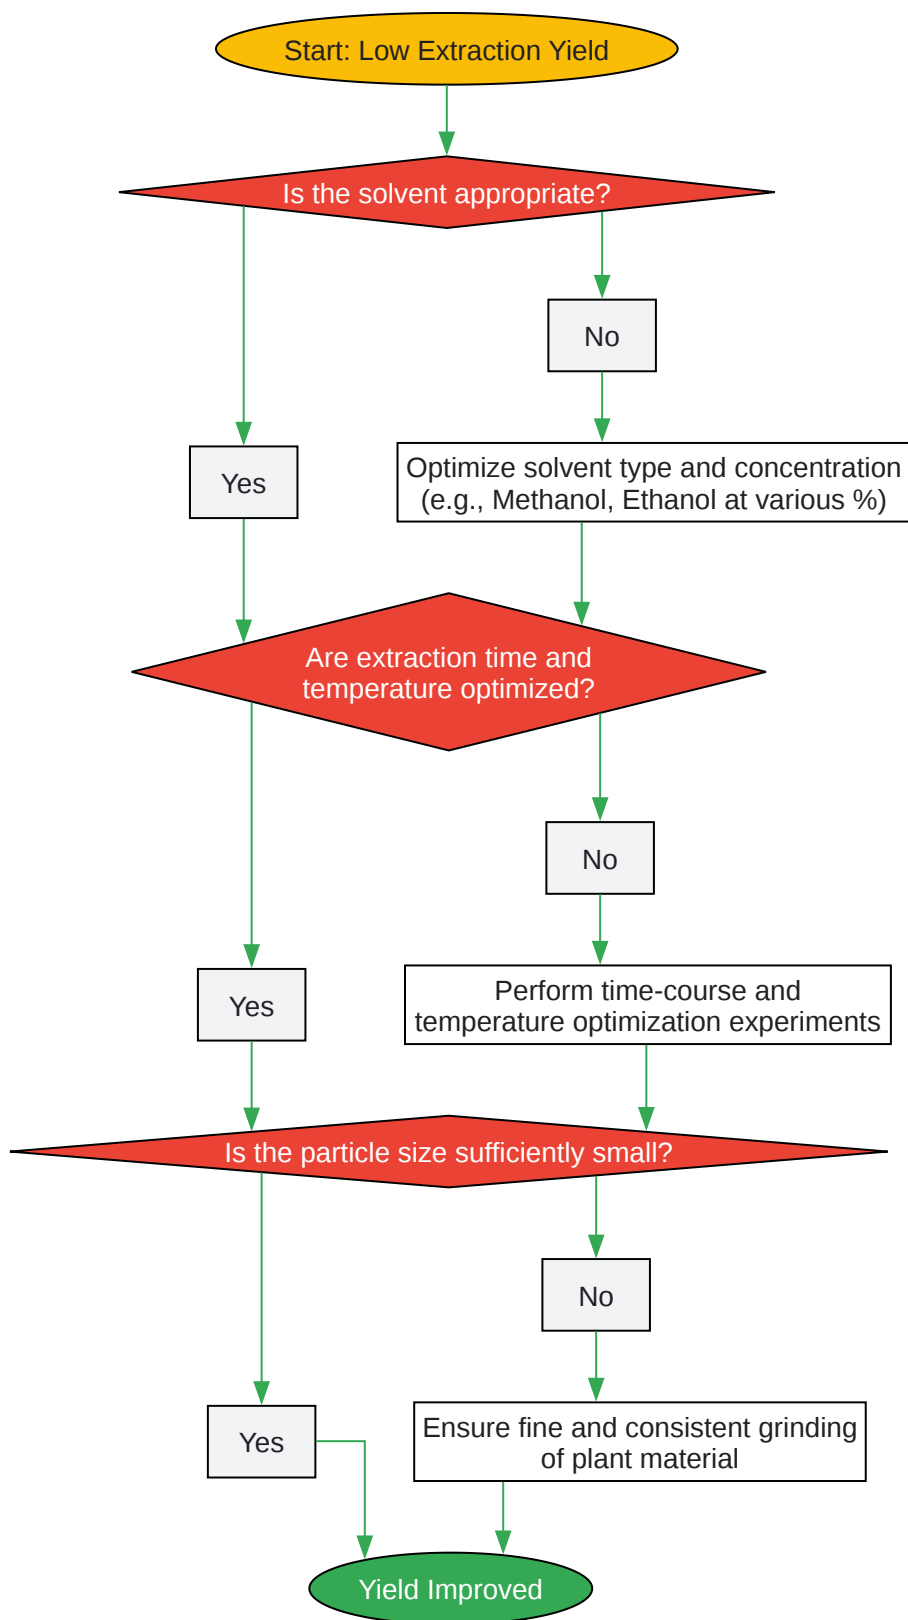 Start: Low Extraction Yield
Is the solvent appropriate?
No
Yes
Optimize solvent type and concentration
(e.g., Methanol, Ethanol at various %)
Are extraction time and
temperature optimized?
No
Yes
Perform time-course and
temperature optimization experiments
Is the particle size sufficiently small?
No
Yes
Ensure fine and consistent grinding
of plant material
Yield Improved